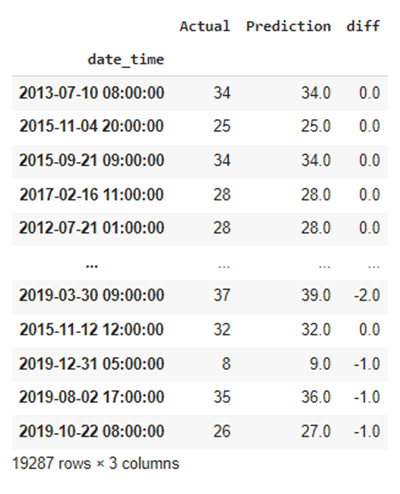 Actual Prediction diff
date_time
2013-07-10 08:00:00 34 34.0 0.0
2015-11-04 20:00:00 25 25.0 0.0
2015-09-21 09:00:00 34 34.0 0.0
2017-02-16 11:00:00 28 28.0 0.0
2012-07-21 01:00:00 28 28.0 0.0
... ... ... ...
2019-03-30 09:00:00 37 39.0 -2.0
2015-11-12 12:00:00 32 32.0 0.0
2019-12-31 05:00:00 8 9.0 -1.0
2019-08-02 17:00:00 35 36.0 -1.0
2019-10-22 08:00:00 26 27.0 -1.0
19287 rows × 3 columns